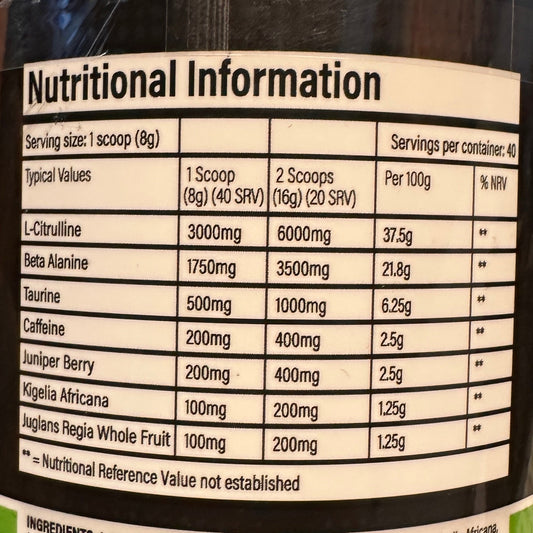 Nutritional Information
Serving size: 1 scoop (8g) Servings per container: 40
Typical Values 1 Scoop (8g) (40 SRV) 2 Scoops (16g) (20 SRV) Per 100g % NRV
L-Citrulline 3000mg 6000mg 37.5g **
Beta Alanine 1750mg 3500mg 21.8g **
Taurine 500mg 1000mg 6.25g **
Caffeine 200mg 400mg 2.5g **
Juniper Berry 200mg 400mg 2.5g **
Kigelia Africana 100mg 200mg 1.25g **
Juglans Regia Whole Fruit 100mg 200mg 1.25g **
** = Nutritional Reference Value not established
INGREDIENTS Africana,